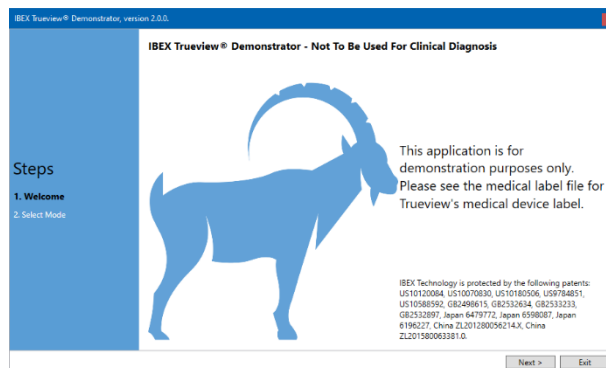 IBEX Trueview® Demonstrator, version 2.0.0.
IBEX Trueview® Demonstrator - Not To Be Used For Clinical Diagnosis
Steps
1. Welcome
2. Select Mode
This application is for
demonstration purposes only.
Please see the medical label file for
Trueview's medical device label.
IBEX Technology is protected by the following patents:
US10120084, US10070830, US10180506, US9784851,
US10588592, GB2498615, GB2532634, GB2533233,
GB2532897, Japan 6479772, Japan 6598087, Japan
6196227, China ZL201280056214.X, China
ZL201580063381.0.
Next >
Exit